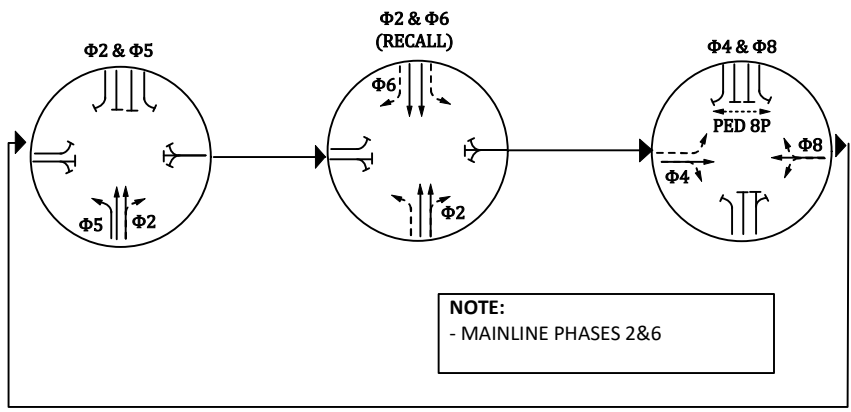 Φ2 & Φ5
Φ5
Φ2
Φ2 & Φ6
(RECALL)
Φ6
Φ2
Φ4 & Φ8
PED 8P
Φ8
Φ4
NOTE:
- MAINLINE PHASES 2&6